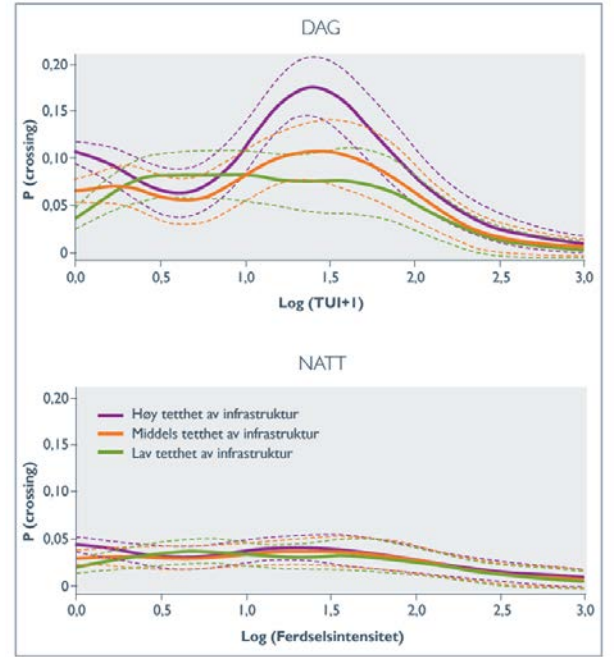 DAG
P (crossing)
0,20
0,15
0,10
0,05
0
0,0 0,5 1,0 1,5 2,0 2,5 3,0
Log (TUI+1)
NATT
P (crossing)
0,20
0,15
0,10
0,05
0
Høy tetthet av infrastruktur
Middels tetthet av infrastruktur
Lav tetthet av infrastruktur
0,0 0,5 1,0 1,5 2,0 2,5 3,0
Log (Ferdselsintensitet)